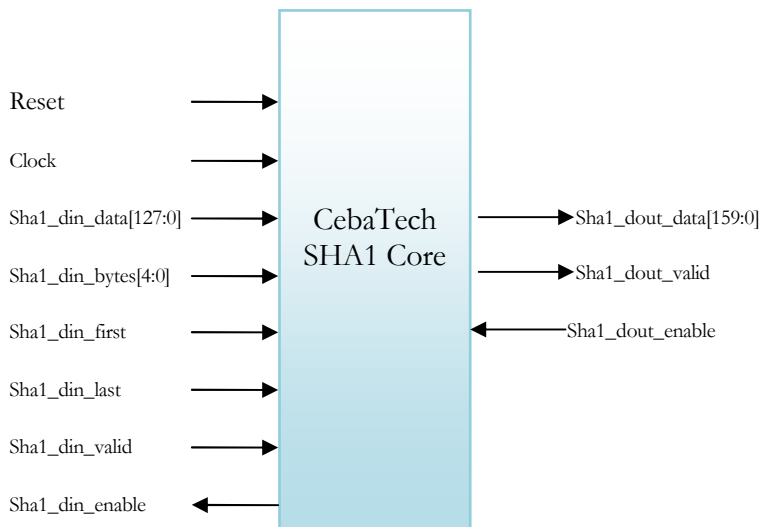 Reset
Clock
Sha1_din_data[127:0]
Sha1_din_bytes[4:0]
Sha1_din_first
Sha1_din_last
Sha1_din_valid
Sha1_din_enable
CebaTech
SHA1 Core
Sha1_dout_data[159:0]
Sha1_dout_valid
Sha1_dout_enable